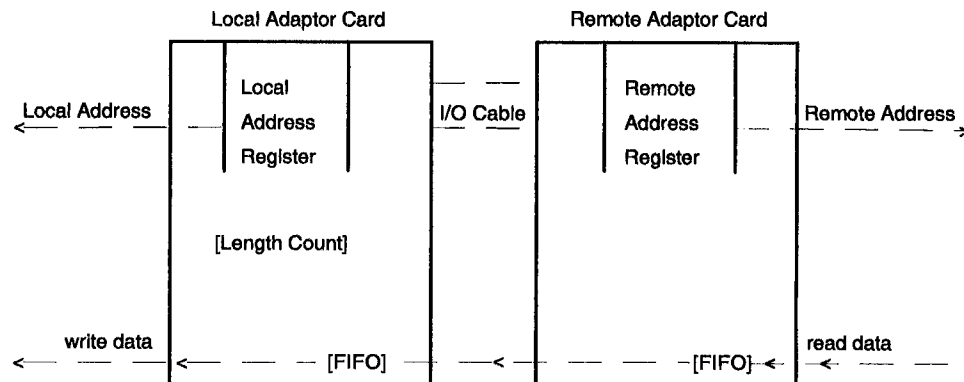 Local Adaptor Card Remote Adaptor Card
Local Remote
Local Address I/O Cable Remote Address
Address Address
Register Register
[Length Count]
write data read data
[FIFO] [FIFO]